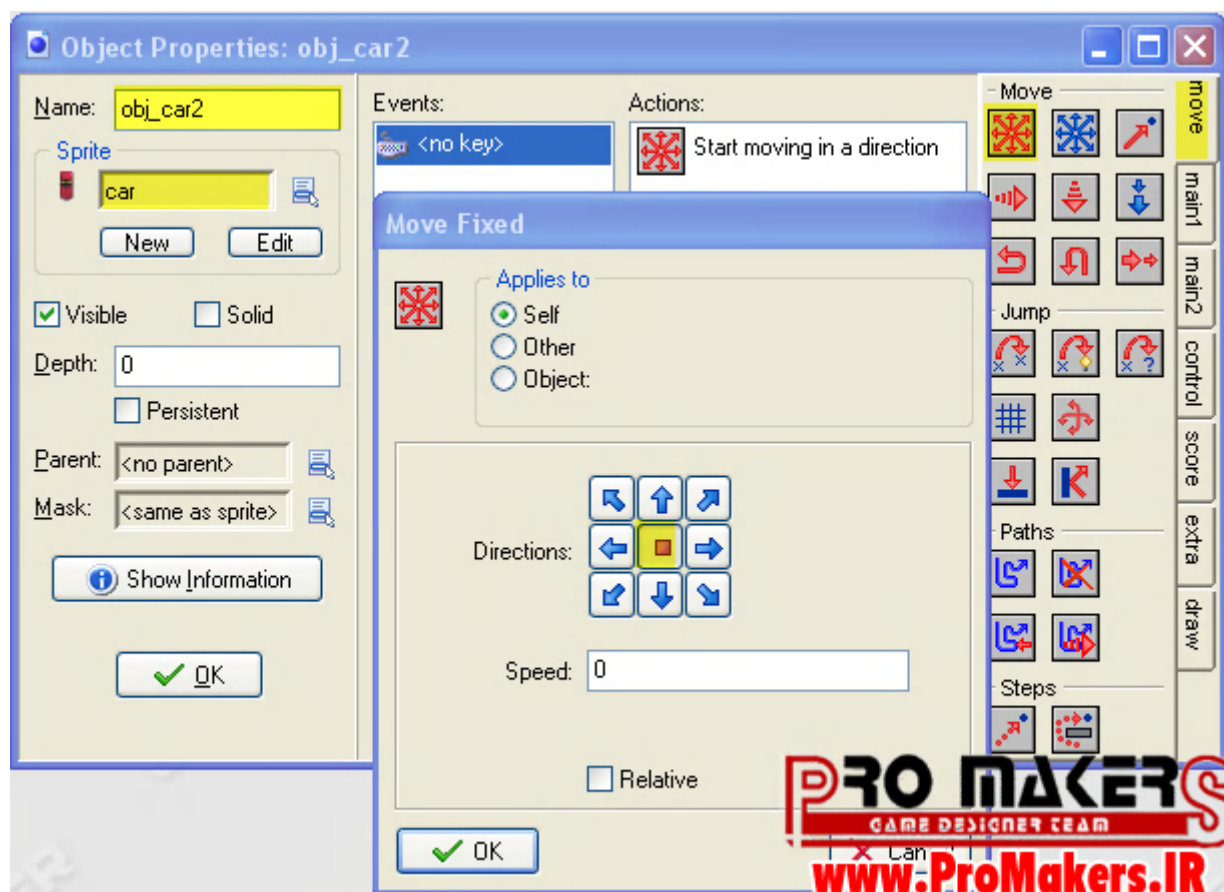 Object Properties: obj_car2
Name: obj_car2
Sprite
car
New Edit
Visible Solid
Depth: 0
Persistent
Parent: <no parent>
Mask: <same as sprite>
Show Information
OK
Events:
<no key>
Actions:
Start moving in a direction
Move Fixed
Applies to
Self
Other
Object:
Directions:
Speed: 0
Relative
OK
Move
Jump
Paths
Steps
move
main1
main2
control
score
extra
draw
PRO MAKERS
GAME DESIGNER TEAM
www.ProMakers.IR